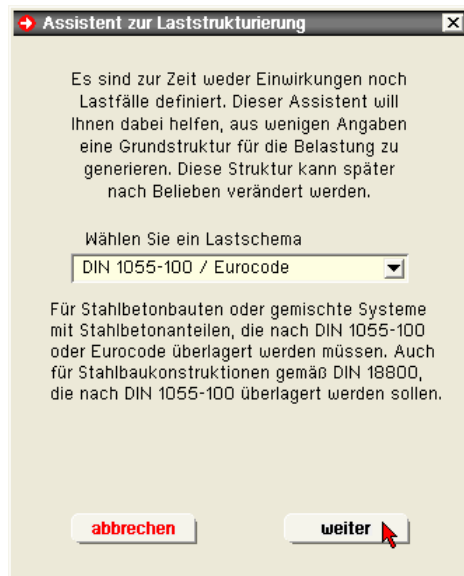 Assistent zur Laststrukturierung
Es sind zur Zeit weder Einwirkungen noch
Lastfälle definiert. Dieser Assistent will
Ihnen dabei helfen, aus wenigen Angaben
eine Grundstruktur für die Belastung zu
generieren. Diese Struktur kann später
nach Belieben verändert werden.
Wählen Sie ein Lastschema
DIN 1055-100 / Eurocode
Für Stahlbetonbauten oder gemischte Systeme
mit Stahlbetonanteilen, die nach DIN 1055-100
oder Eurocode überlagert werden müssen. Auch
für Stahlbaukonstruktionen gemäß DIN 18800,
die nach DIN 1055-100 überlagert werden sollen.
abbrechen weiter